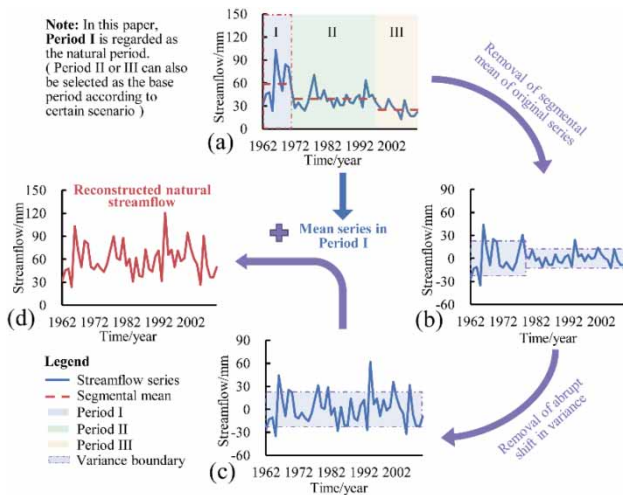 Note: In this paper,
Period I is regarded as
the natural period.
( Period II or III can also
be selected as the base
period according to
certain scenario )
Streamflow/mm
150
120
90
60
30
0
I
II
III
1962 1972 1982 1992 2002
Time/year
(a)
Removal of segmental
mean of original series
Reconstructed natural
streamflow
Streamflow/mm
150
120
90
60
30
0
1962 1972 1982 1992 2002
Time/year
(d)
Mean series in
Period I
Streamflow/mm
90
60
30
0
-30
-60
1962 1972 1982 1992 2002
Time/year
(b)
Removal of abrupt
shift in variance
Streamflow/mm
90
60
30
0
-30
-60
1962 1972 1982 1992 2002
Time/year
(c)
Legend
Streamflow series
Segmental mean
Period I
Period II
Period III
Variance boundary